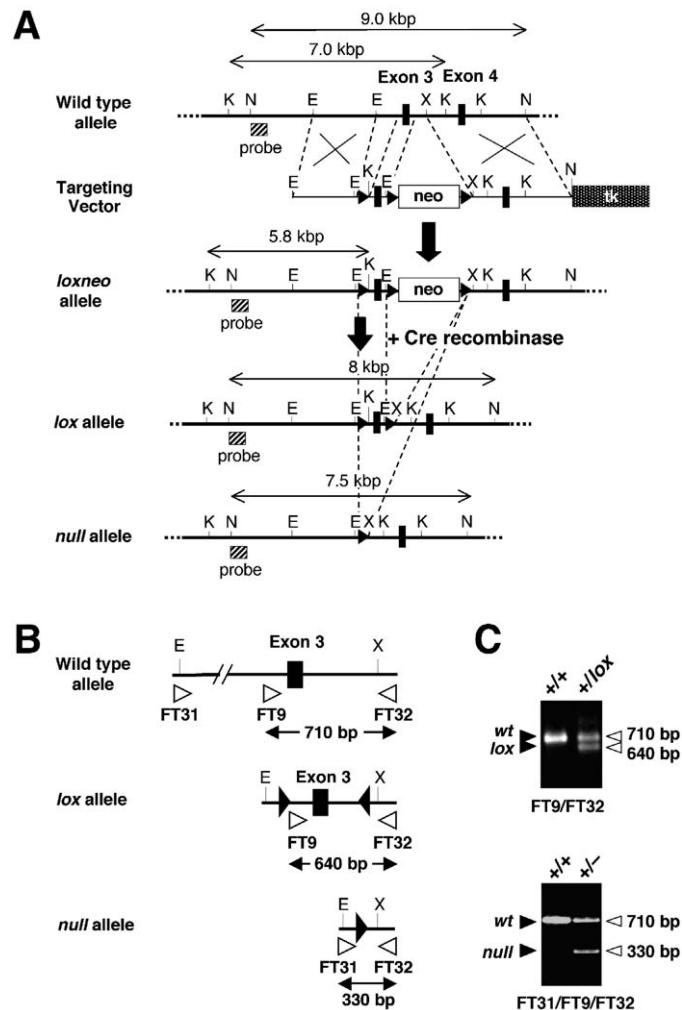 A
9.0 kbp
7.0 kbp
Exon 3 Exon 4
Wild type allele
K N E E X K K N
probe
Targeting Vector
E E K E neo X K K N tk
5.8 kbp
loxneo allele
K N E E K E neo X K K N
probe
+ Cre recombinase
8 kbp
lox allele
K N E E K E X K K N
probe
7.5 kbp
null allele
K N E E X K K N
probe
B
Wild type allele
E Exon 3 X
FT31 FT9 FT32
710 bp
lox allele
E Exon 3 X
FT9 FT32
640 bp
null allele
E X
FT31 FT32
330 bp
C
+/+ +/lox
wt 710 bp
lox 640 bp
FT9/FT32
+/+ +/−
wt 710 bp
null 330 bp
FT31/FT9/FT32